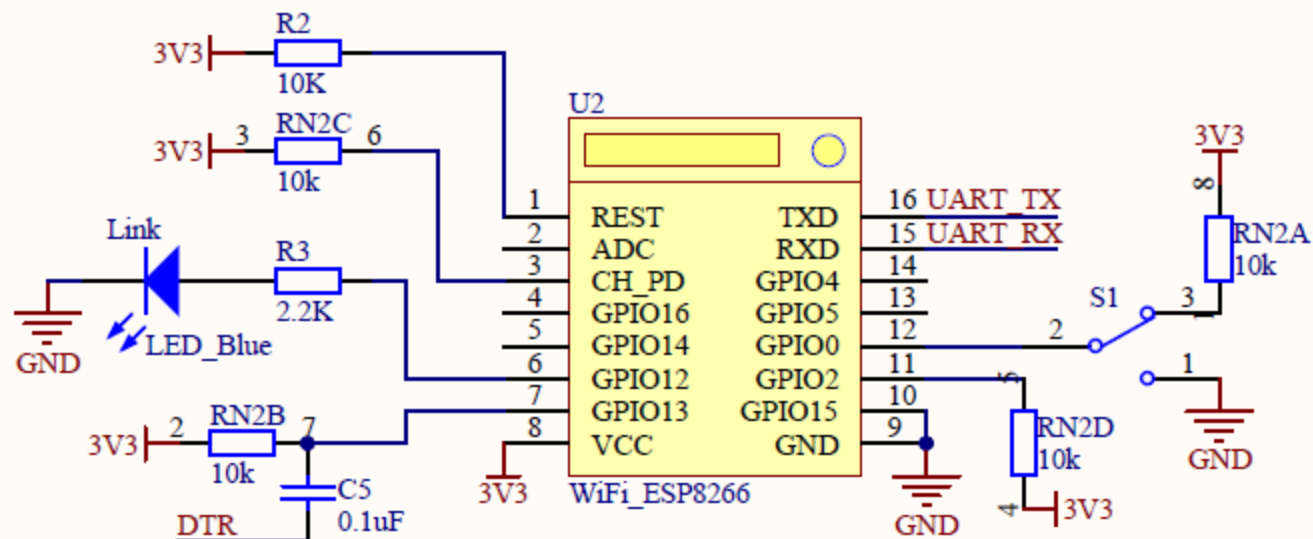 R2
3V3
10K
RN2C
3V3 3 6
10k
Link
R3
2.2K
LED_Blue
GND
RN2B
3V3 2 7
10k
C5
0.1uF
DTR
U2
1 REST TXD 16 UART_TX
2 ADC RXD 15 UART_RX
3 CH_PD GPIO4 14
4 GPIO16 GPIO5 13
5 GPIO14 GPIO0 12
6 GPIO12 GPIO2 11
7 GPIO13 GPIO15 10
8 VCC GND 9
3V3
WiFi_ESP8266
GND
3V3
8
RN2A
10k
1
S1
2
3
1
GND
5
RN2D
10k
4
3V3